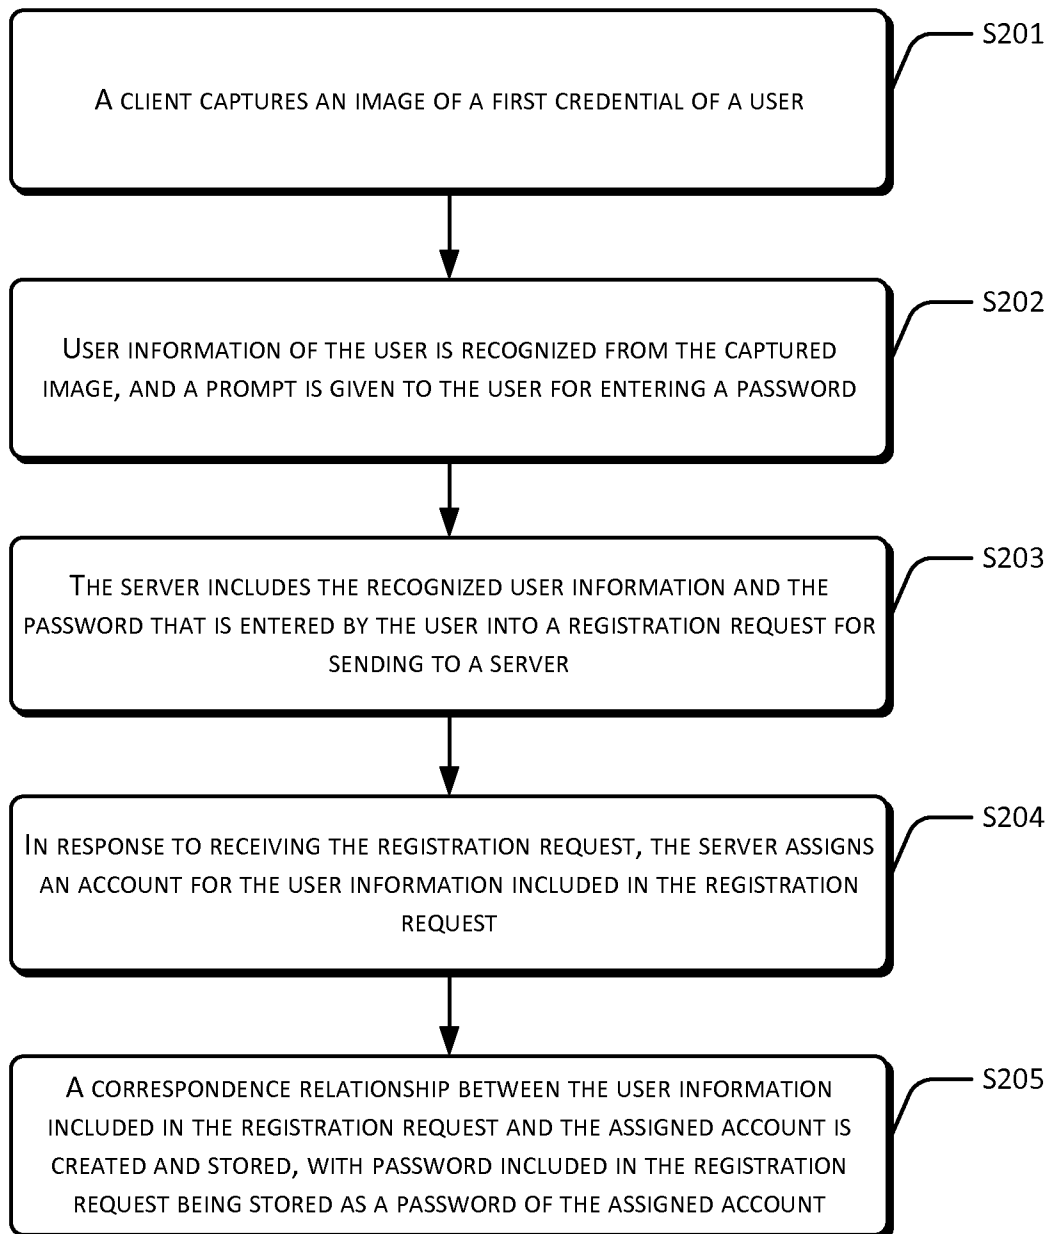 S201
A CLIENT CAPTURES AN IMAGE OF A FIRST CREDENTIAL OF A USER
S202
USER INFORMATION OF THE USER IS RECOGNIZED FROM THE CAPTURED
IMAGE, AND A PROMPT IS GIVEN TO THE USER FOR ENTERING A PASSWORD
S203
THE SERVER INCLUDES THE RECOGNIZED USER INFORMATION AND THE
PASSWORD THAT IS ENTERED BY THE USER INTO A REGISTRATION REQUEST FOR
SENDING TO A SERVER
S204
IN RESPONSE TO RECEIVING THE REGISTRATION REQUEST, THE SERVER ASSIGNS
AN ACCOUNT FOR THE USER INFORMATION INCLUDED IN THE REGISTRATION
REQUEST
S205
A CORRESPONDENCE RELATIONSHIP BETWEEN THE USER INFORMATION
INCLUDED IN THE REGISTRATION REQUEST AND THE ASSIGNED ACCOUNT IS
CREATED AND STORED, WITH PASSWORD INCLUDED IN THE REGISTRATION
REQUEST BEING STORED AS A PASSWORD OF THE ASSIGNED ACCOUNT